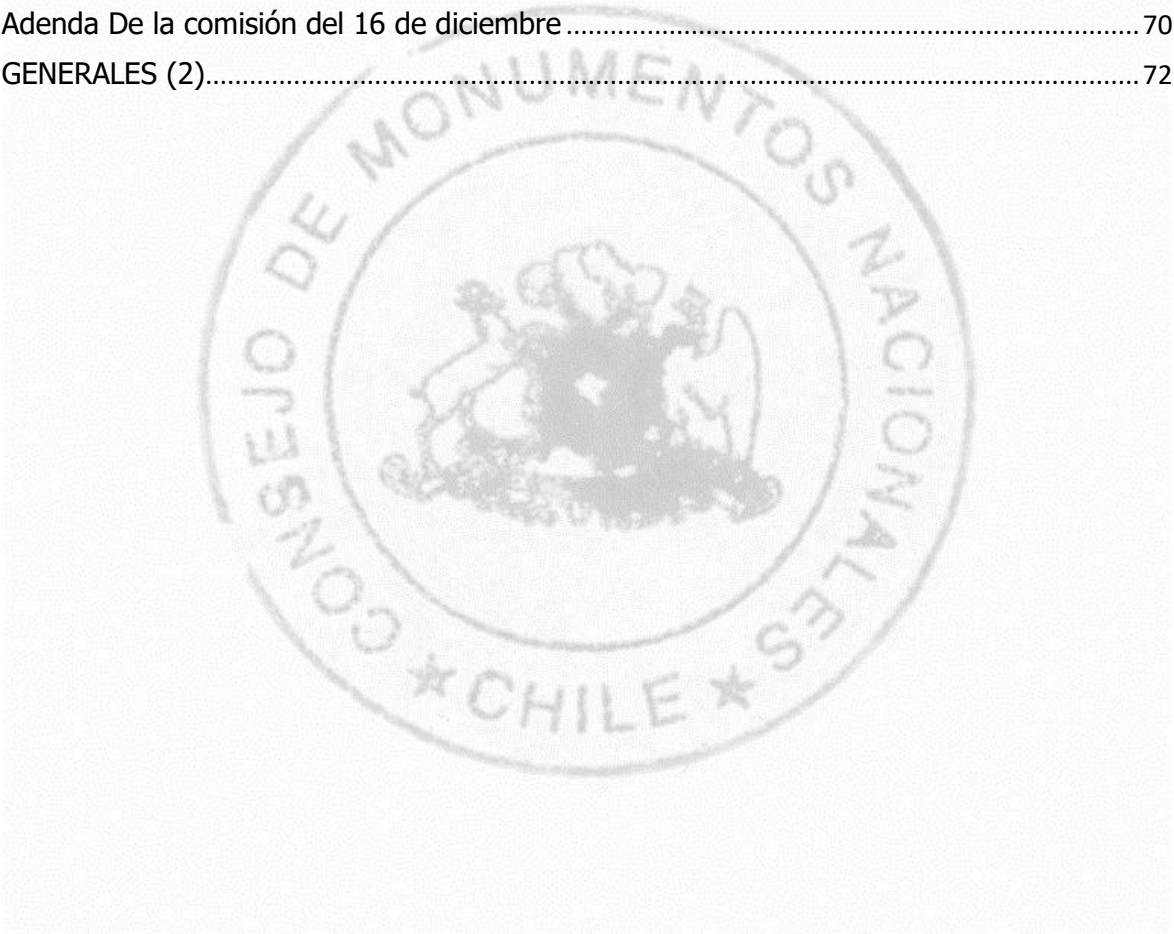 Adenda De la comisión del 16 de diciembre ........................................................................... 70
GENERALES (2)........................................................................................................................... 72
CONSEJO DE MONUMENTOS NACIONALES
★ CHILE ★